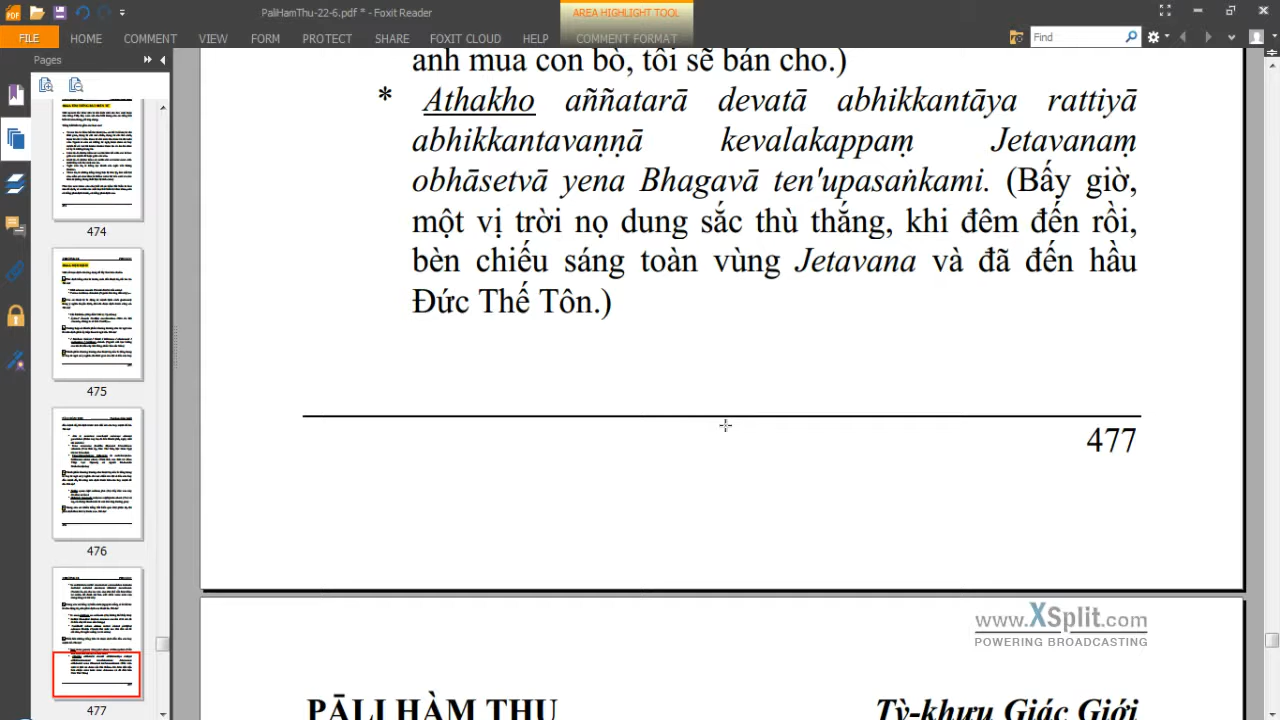 PaliHamThu-22-6.pdf * - Foxit Reader
AREA HIGHLIGHT TOOL
FILE HOME COMMENT VIEW FORM PROTECT SHARE FOXIT CLOUD HELP COMMENT FORMAT Find
Pages
474
475
476
477
anh mua con bò, tôi sẽ bán cho.)
* Athakho aññatarā devatā abhikkantāya rattiyā
abhikkantavaṇṇā kevalakappaṃ Jetavanaṃ
obhāsetvā yena Bhagavā ten'upasaṅkami. (Bấy giờ,
một vị trời nọ dung sắc thù thắng, khi đêm đến rồi,
bèn chiếu sáng toàn vùng Jetavana và đã đến hầu
Đức Thế Tôn.)
477
www.XSplit.com
POWERING BROADCASTING
PĀLI HÀM THỤ Tỳ-khưu Giác Giới